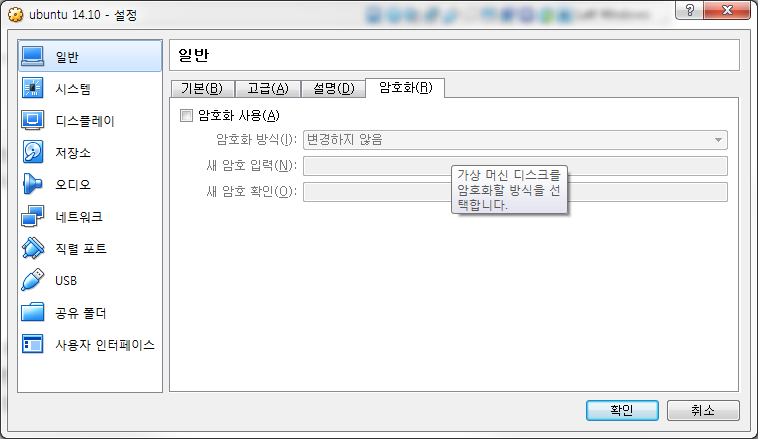 ubuntu 14.10 - 설정
일반
시스템
디스플레이
저장소
오디오
네트워크
직렬 포트
USB
공유 폴더
사용자 인터페이스
일반
기본(B) 고급(A) 설명(D) 암호화(R)
암호화 사용(A)
암호화 방식(I): 변경하지 않음
새 암호 입력(N):
새 암호 확인(O):
가상 머신 디스크를
암호화할 방식을 선
택합니다.
확인 취소